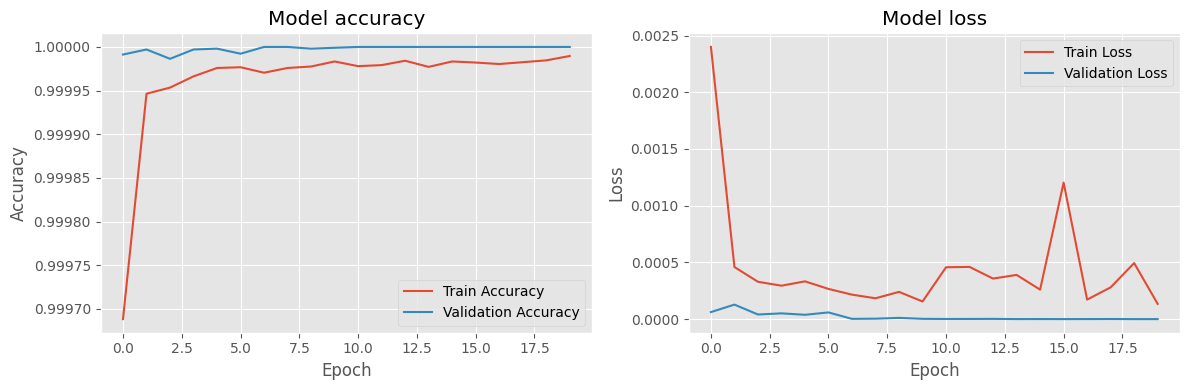 Model accuracy
1.00000
0.99995
0.99990
0.99985
0.99980
0.99975
0.99970
Accuracy
Train Accuracy
Validation Accuracy
0.0 2.5 5.0 7.5 10.0 12.5 15.0 17.5
Epoch
Model loss
0.0025
0.0020
0.0015
0.0010
0.0005
0.0000
Loss
Train Loss
Validation Loss
0.0 2.5 5.0 7.5 10.0 12.5 15.0 17.5
Epoch